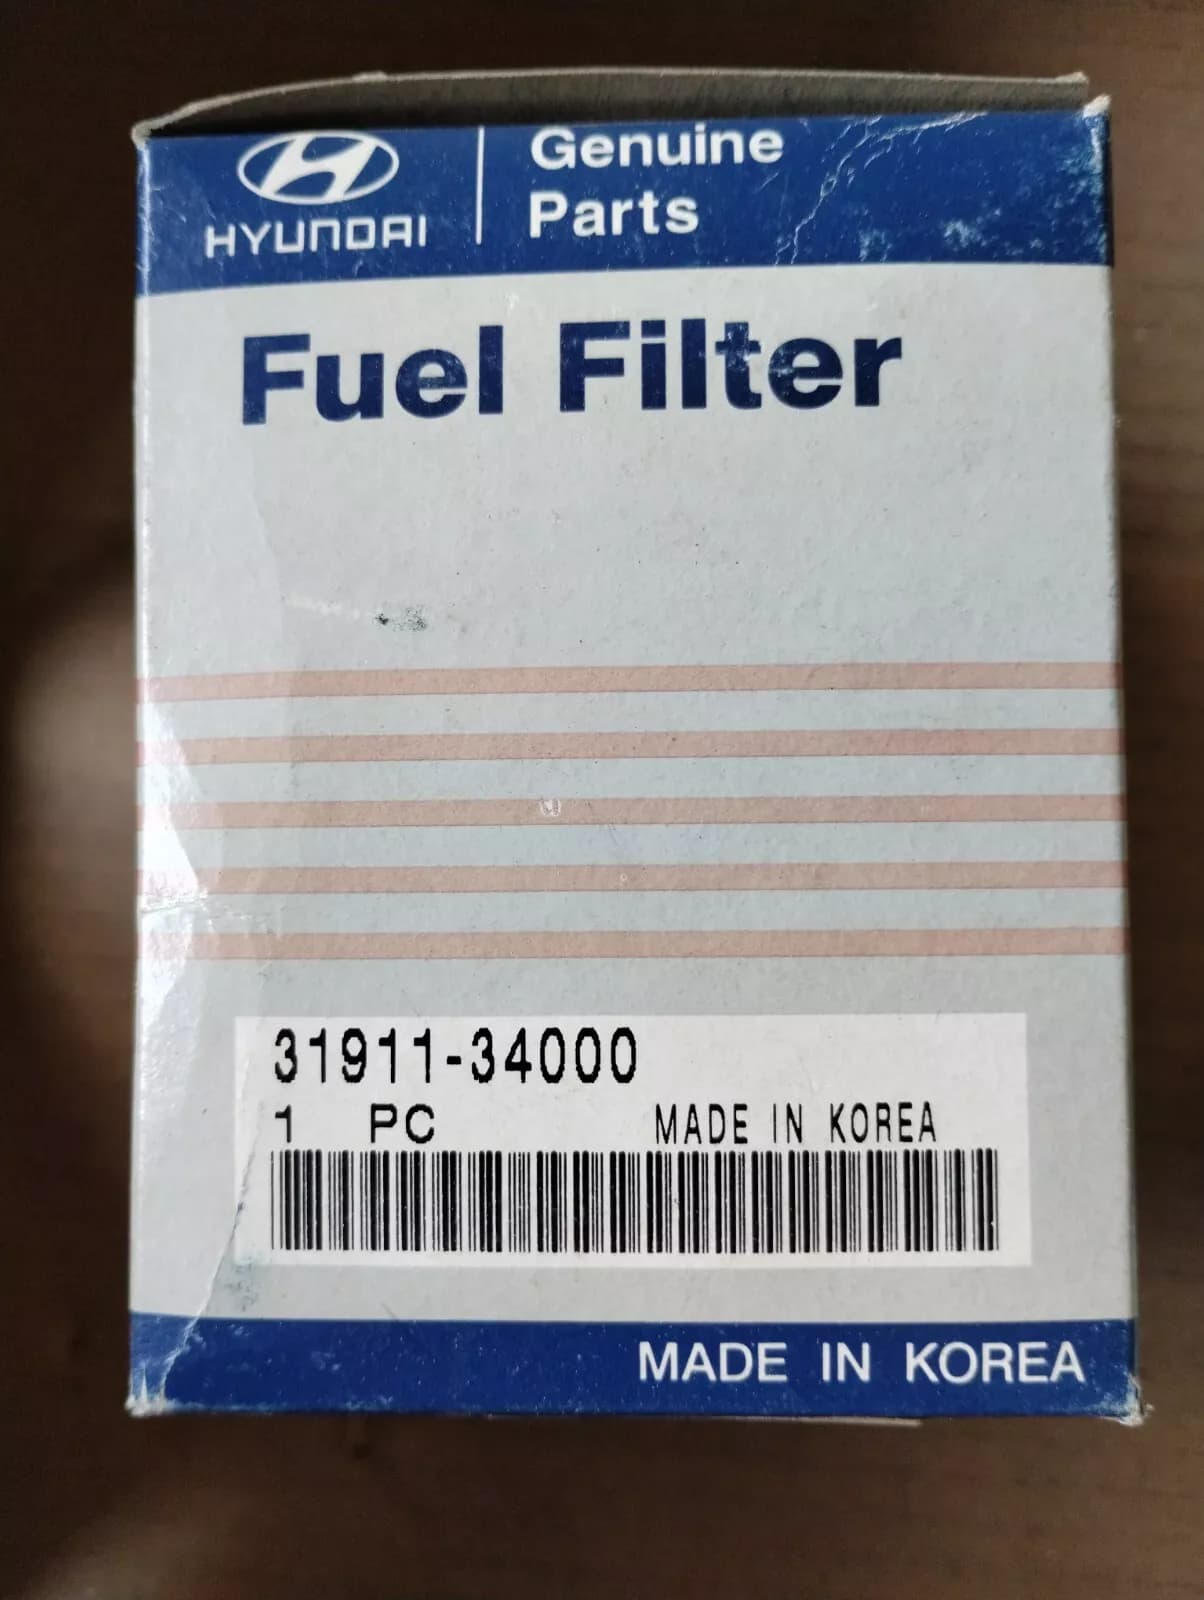 HYUNDAI
Genuine
Parts
Fuel Filter
31911-34000
1 PC MADE IN KOREA
MADE IN KOREA